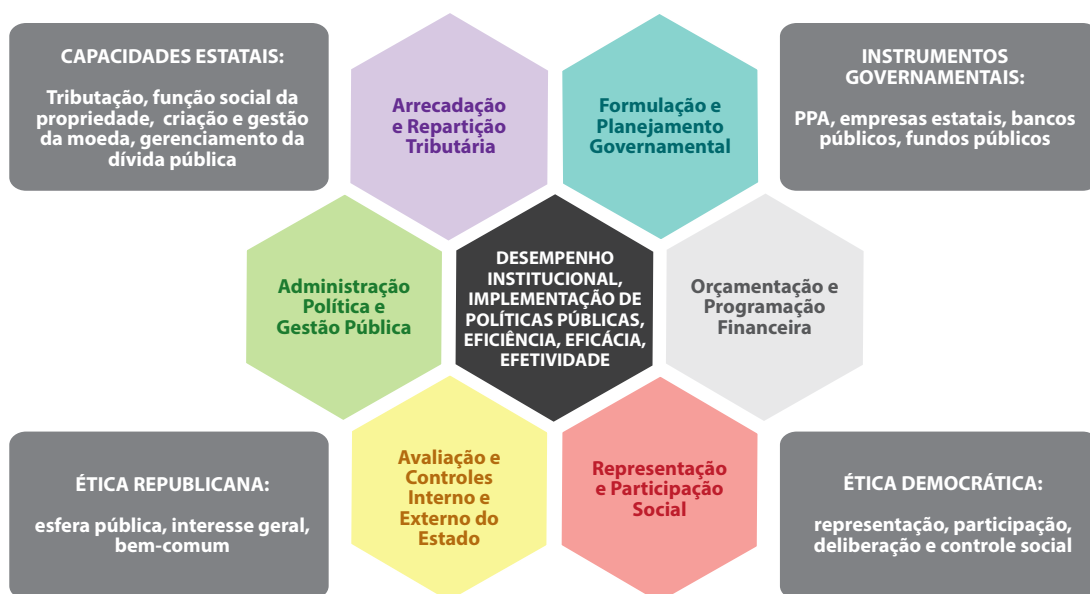 CAPACIDADES ESTATAIS:
Tributação, função social da
propriedade, criação e gestão
da moeda, gerenciamento da
dívida pública
Arrecadação
e Repartição
Tributária
Formulação e
Planejamento
Governamental
INSTRUMENTOS
GOVERNAMENTAIS:
PPA, empresas estatais, bancos
públicos, fundos públicos
Administração
Política e
Gestão Pública
DESEMPENHO
INSTITUCIONAL,
IMPLEMENTAÇÃO DE
POLÍTICAS PÚBLICAS,
EFICIÊNCIA, EFICÁCIA,
EFETIVIDADE
Orçamentação e
Programação
Financeira
ÉTICA REPUBLICANA:
esfera pública, interesse geral,
bem-comum
Avaliação e
Controles
Interno e
Externo do
Estado
Representação
e Participação
Social
ÉTICA DEMOCRÁTICA:
representação, participação,
deliberação e controle social